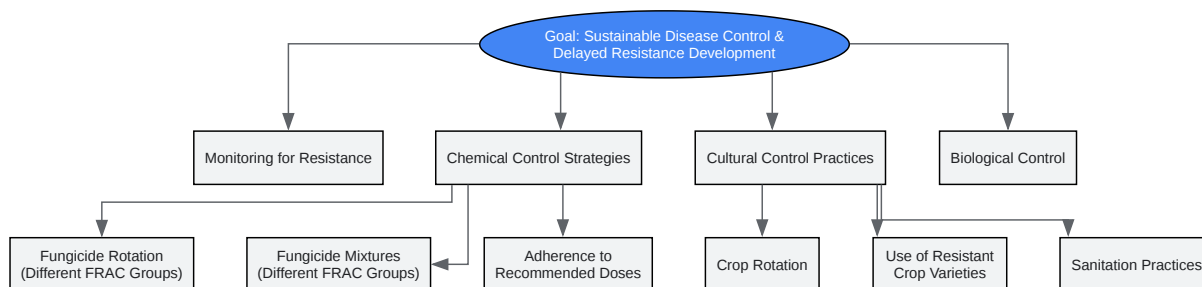 Goal: Sustainable Disease Control &
Delayed Resistance Development
Monitoring for Resistance
Chemical Control Strategies
Cultural Control Practices
Biological Control
Fungicide Rotation
(Different FRAC Groups)
Fungicide Mixtures
(Different FRAC Groups)
Adherence to
Recommended Doses
Crop Rotation
Use of Resistant
Crop Varieties
Sanitation Practices